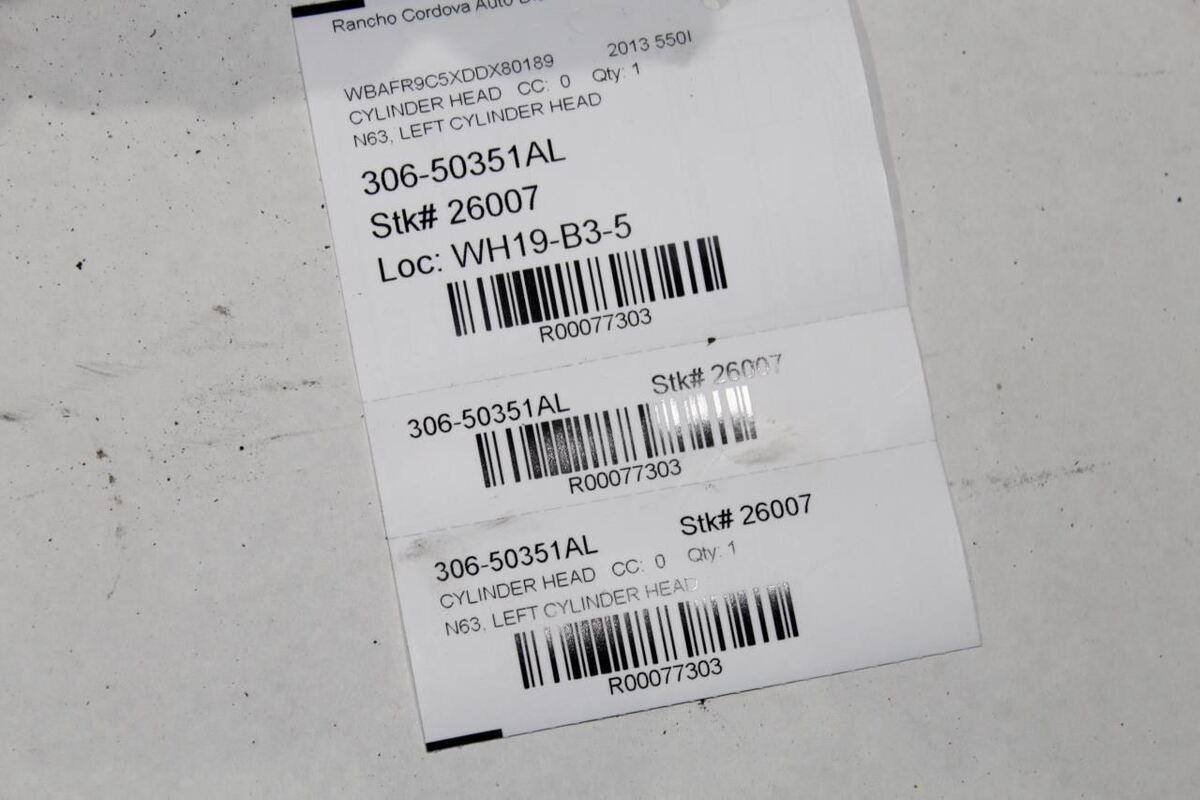 Rancho Cordova Auto
WBAFR9C5XDDX80189 2013 550I
CYLINDER HEAD CC: 0 Qty: 1
N63, LEFT CYLINDER HEAD
306-50351AL
Stk# 26007
Loc: WH19-B3-5
R00077303
306-50351AL Stk# 26007
R00077303
306-50351AL Stk# 26007
CYLINDER HEAD CC: 0 Qty: 1
N63, LEFT CYLINDER HEAD
R00077303